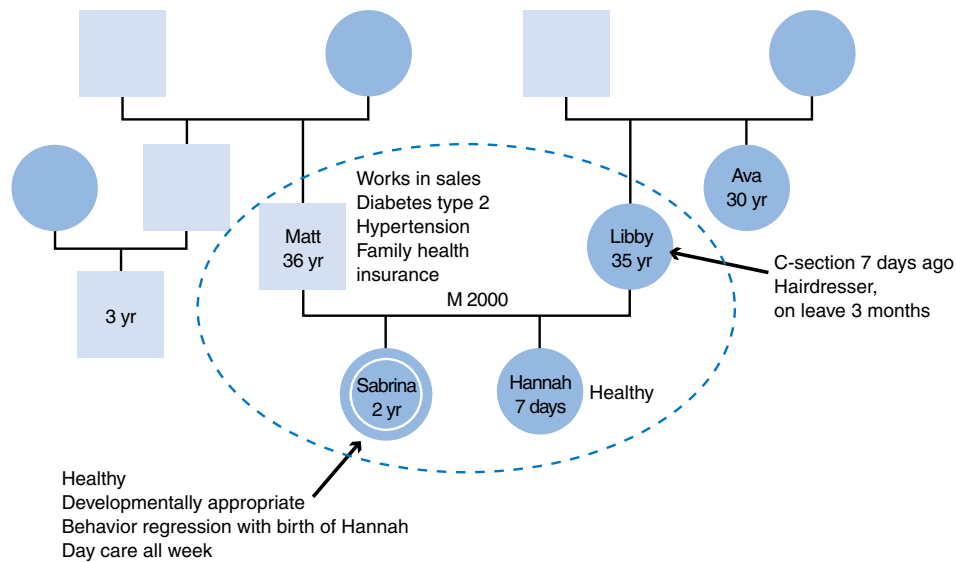 Ava
30 yr
Works in sales
Diabetes type 2
Hypertension
Family health
insurance
Matt
36 yr
Libby
35 yr
C-section 7 days ago
Hairdresser,
on leave 3 months
M 2000
3 yr
Sabrina
2 yr
Hannah
7 days
Healthy
Healthy
Developmentally appropriate
Behavior regression with birth of Hannah
Day care all week